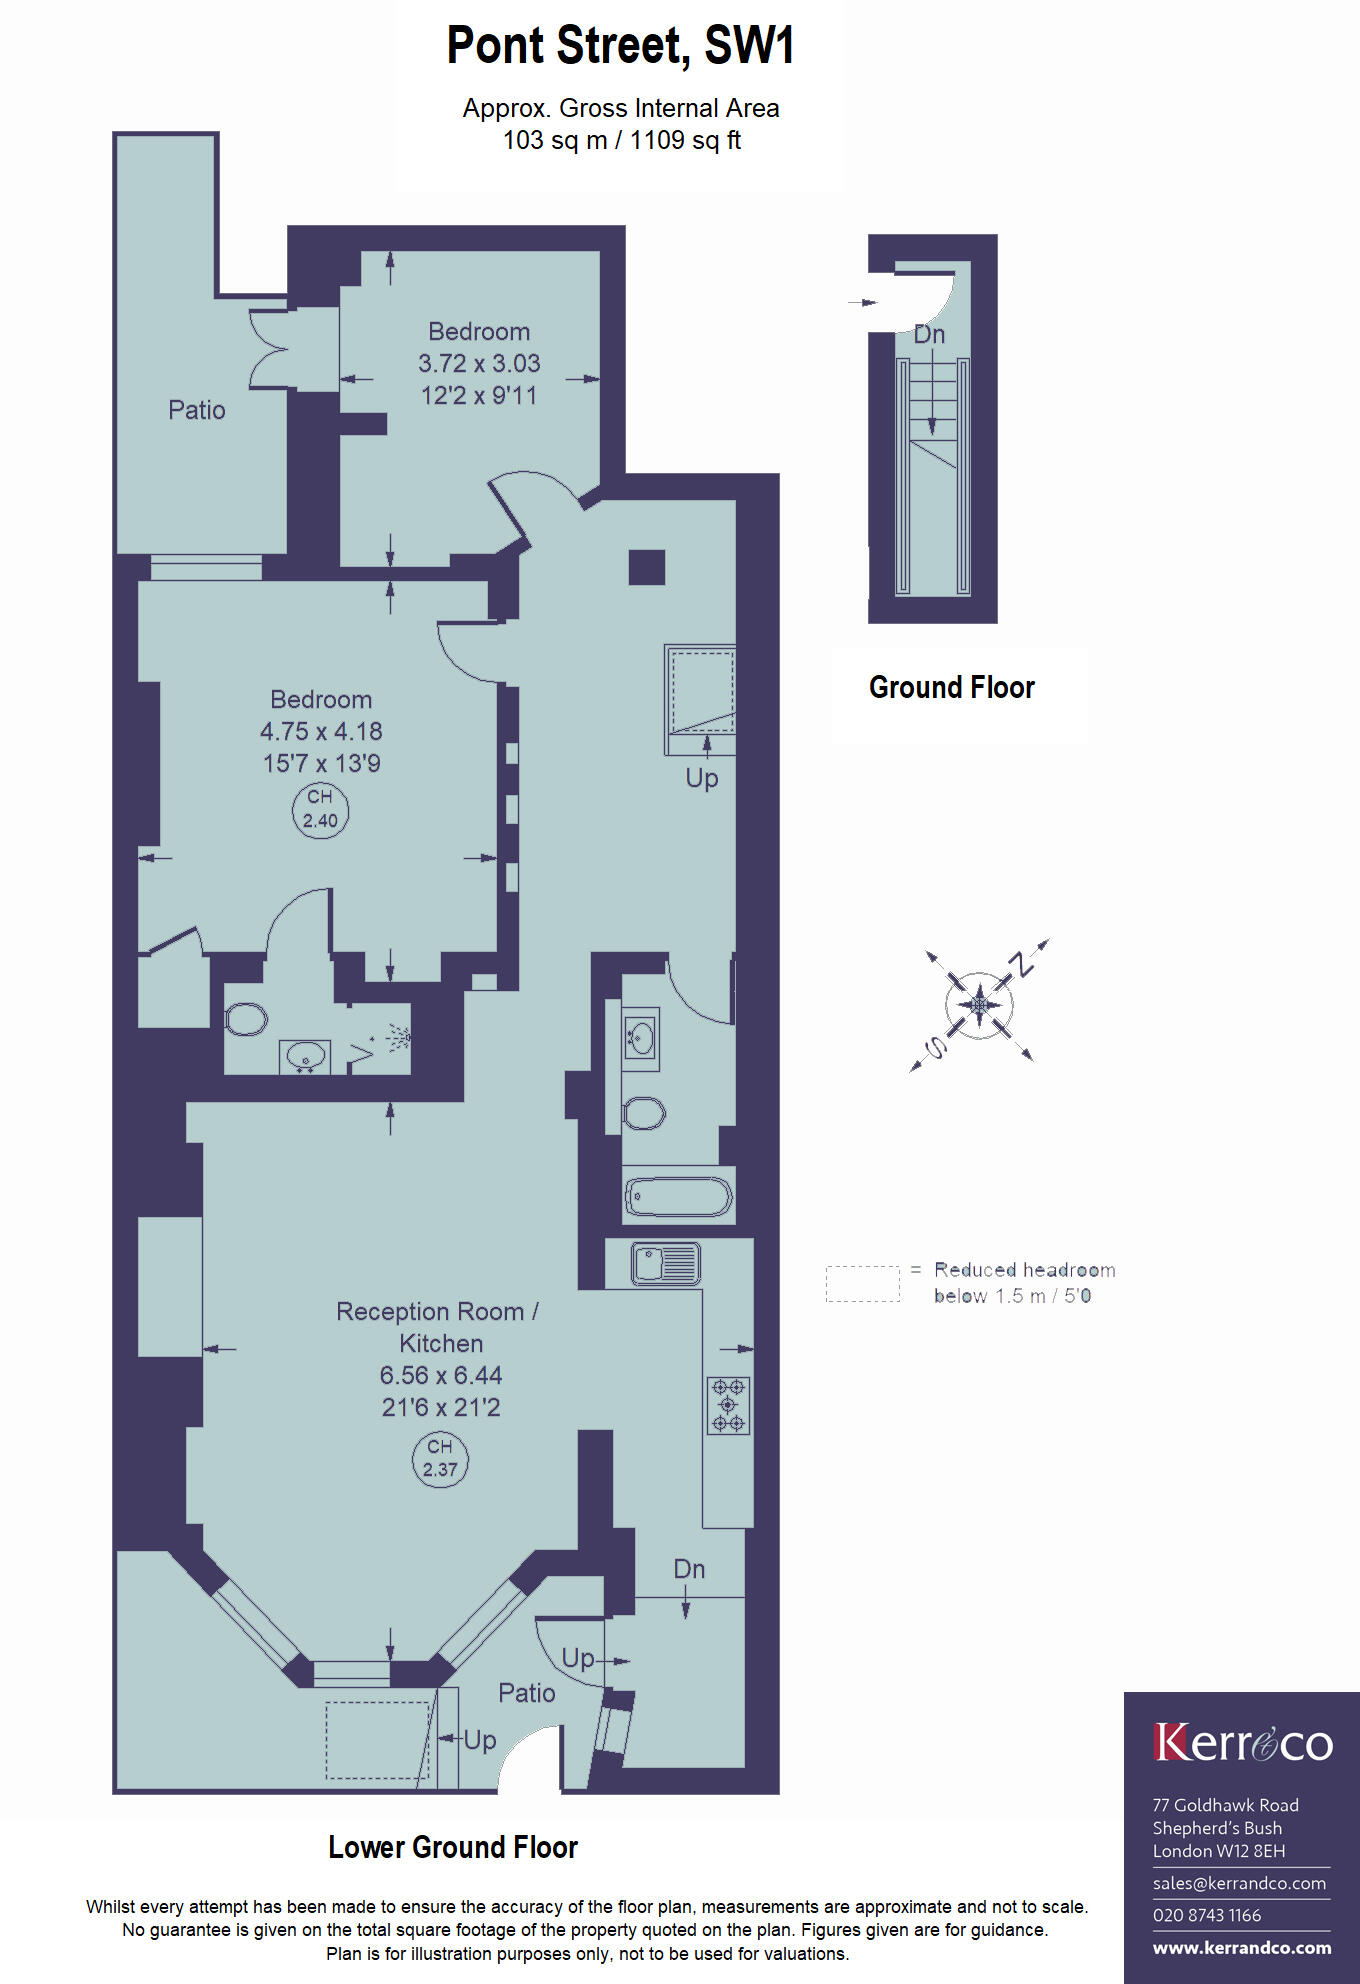 Pont Street, SW1
Approx. Gross Internal Area
103 sq m / 1109 sq ft
Bedroom
3.72 x 3.03
12'2 x 9'11
Patio
Dn
Ground Floor
Bedroom
4.75 x 4.18
15'7 x 13'9
CH
2.40
Up
N
S
= Reduced headroom
below 1.5 m / 5'0
Reception Room /
Kitchen
6.56 x 6.44
21'6 x 21'2
CH
2.37
Dn
Up
Patio
Up
Lower Ground Floor
Whilst every attempt has been made to ensure the accuracy of the floor plan, measurements are approximate and not to scale.
No guarantee is given on the total square footage of the property quoted on the plan. Figures given are for guidance.
Plan is for illustration purposes only, not to be used for valuations.
Kerr&co
77 Goldhawk Road
Shepherd's Bush
London W12 8EH
sales@kerrandco.com
020 8743 1166
www.kerrandco.com